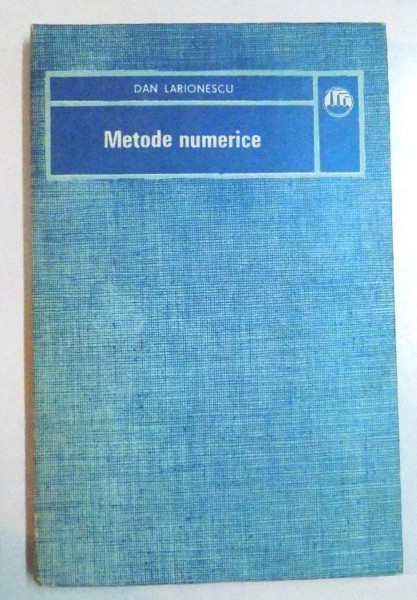 DAN LARIONESCU
Metode numerice